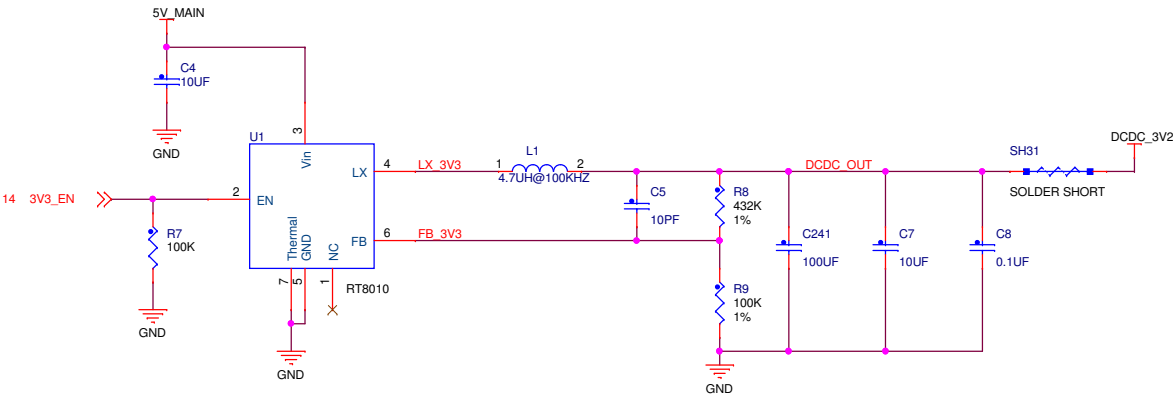 5V_MAIN
C4
10UF
GND
U1
3
Vin
DCDC_3V2
14 3V3_EN
2
EN
LX
4
LX_3V3
1
L1
2
4.7UH@100KHZ
DCDC_OUT
SH31
SOLDER SHORT
R7
100K
GND
Thermal
GND
NC
FB
6
FB_3V3
C5
10PF
R8
432K
1%
C241
100UF
C7
10UF
C8
0.1UF
7
5
1
RT8010
R9
100K
1%
GND
GND